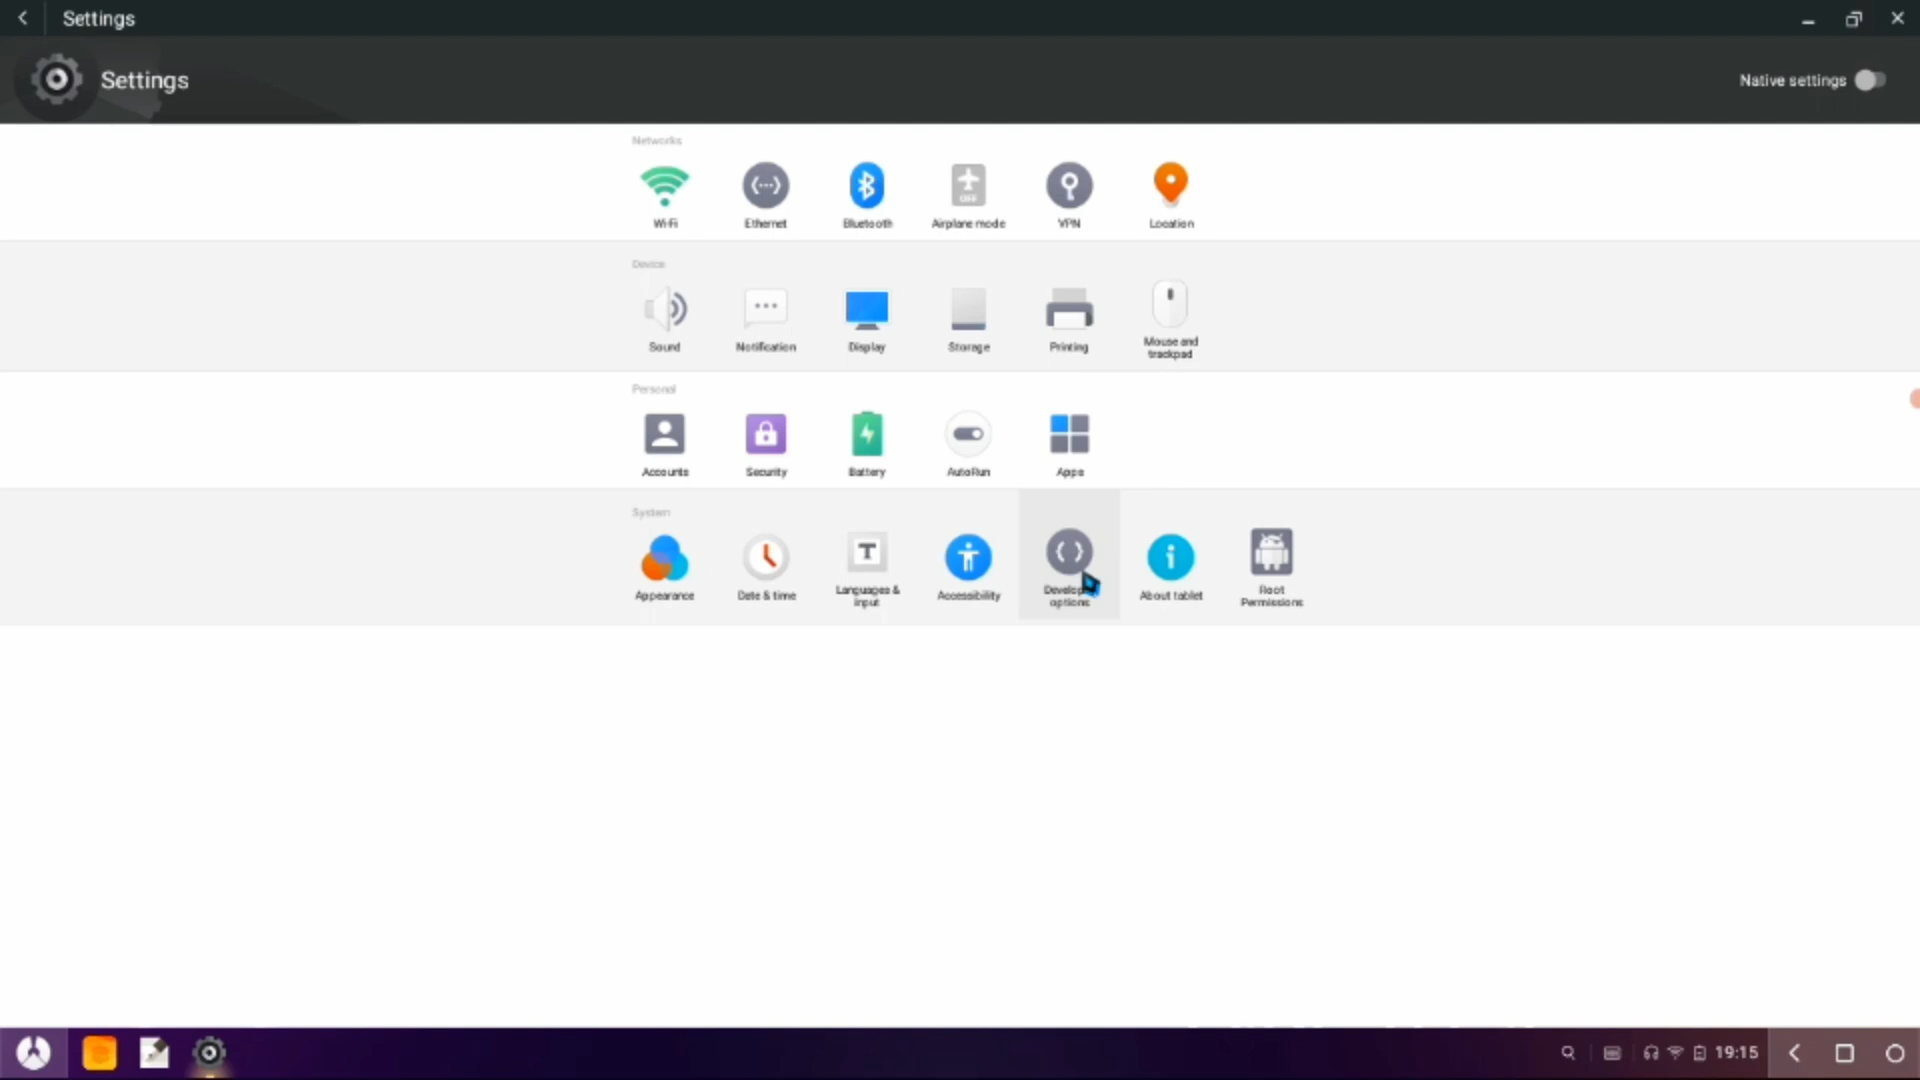 Settings
Settings
Native settings
Networks
Wi-Fi
Ethernet
Bluetooth
Airplane mode
VPN
Location
OFF
Device
Sound
Notification
Display
Storage
Printing
Mouse and
trackpad
Personal
Accounts
Security
Battery
AutoRun
Apps
System
Appearance
Date & time
Languages &
input
Accessibility
options
About tablet
Root
Permissions
T
19:15